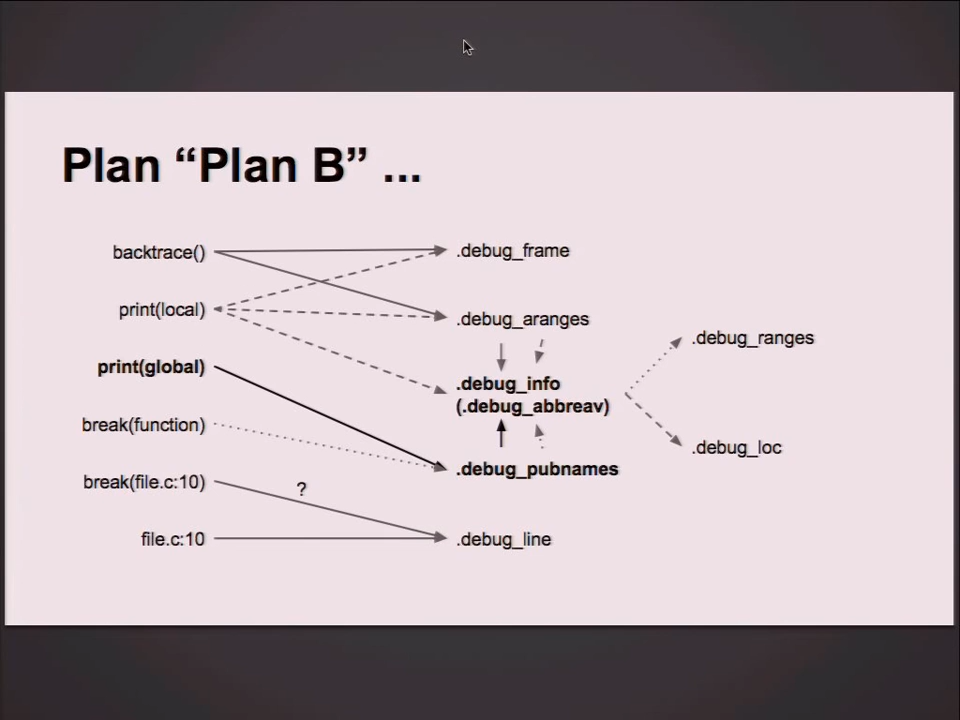 Plan “Plan B” ...
backtrace()
print(local)
print(global)
break(function)
break(file.c:10)
file.c:10
?
.debug_frame
.debug_aranges
.debug_info
(.debug_abbreav)
.debug_pubnames
.debug_line
.debug_ranges
.debug_loc